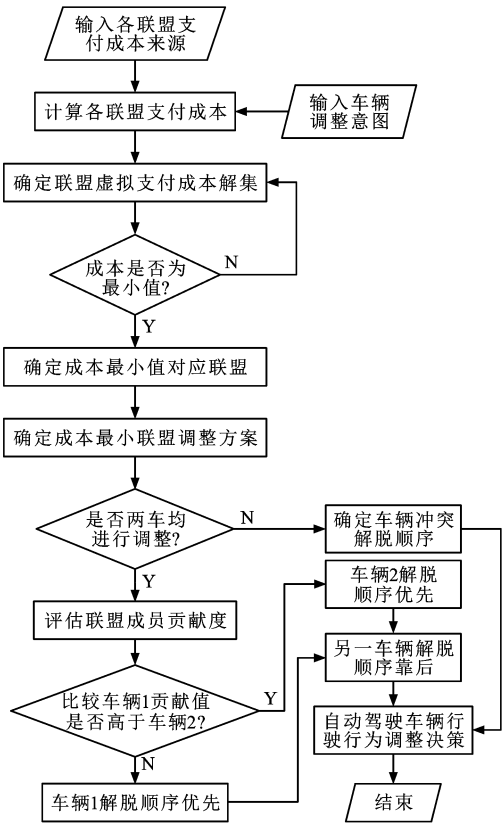 输入各联盟支
付成本来源
计算各联盟支付成本
输入车辆
调整意图
确定联盟虚拟支付成本解集
成本是否为
最小值?
N
Y
确定成本最小值对应联盟
确定成本最小联盟调整方案
是否两车均
进行调整?
N
Y
确定车辆冲突
解脱顺序
评估联盟成员贡献度
车辆2解脱
顺序优先
另一车辆解脱
顺序靠后
比较车辆1贡献值
是否高于车辆2?
Y
N
自动驾驶车辆行
驶行为调整决策
车辆1解脱顺序优先
结束